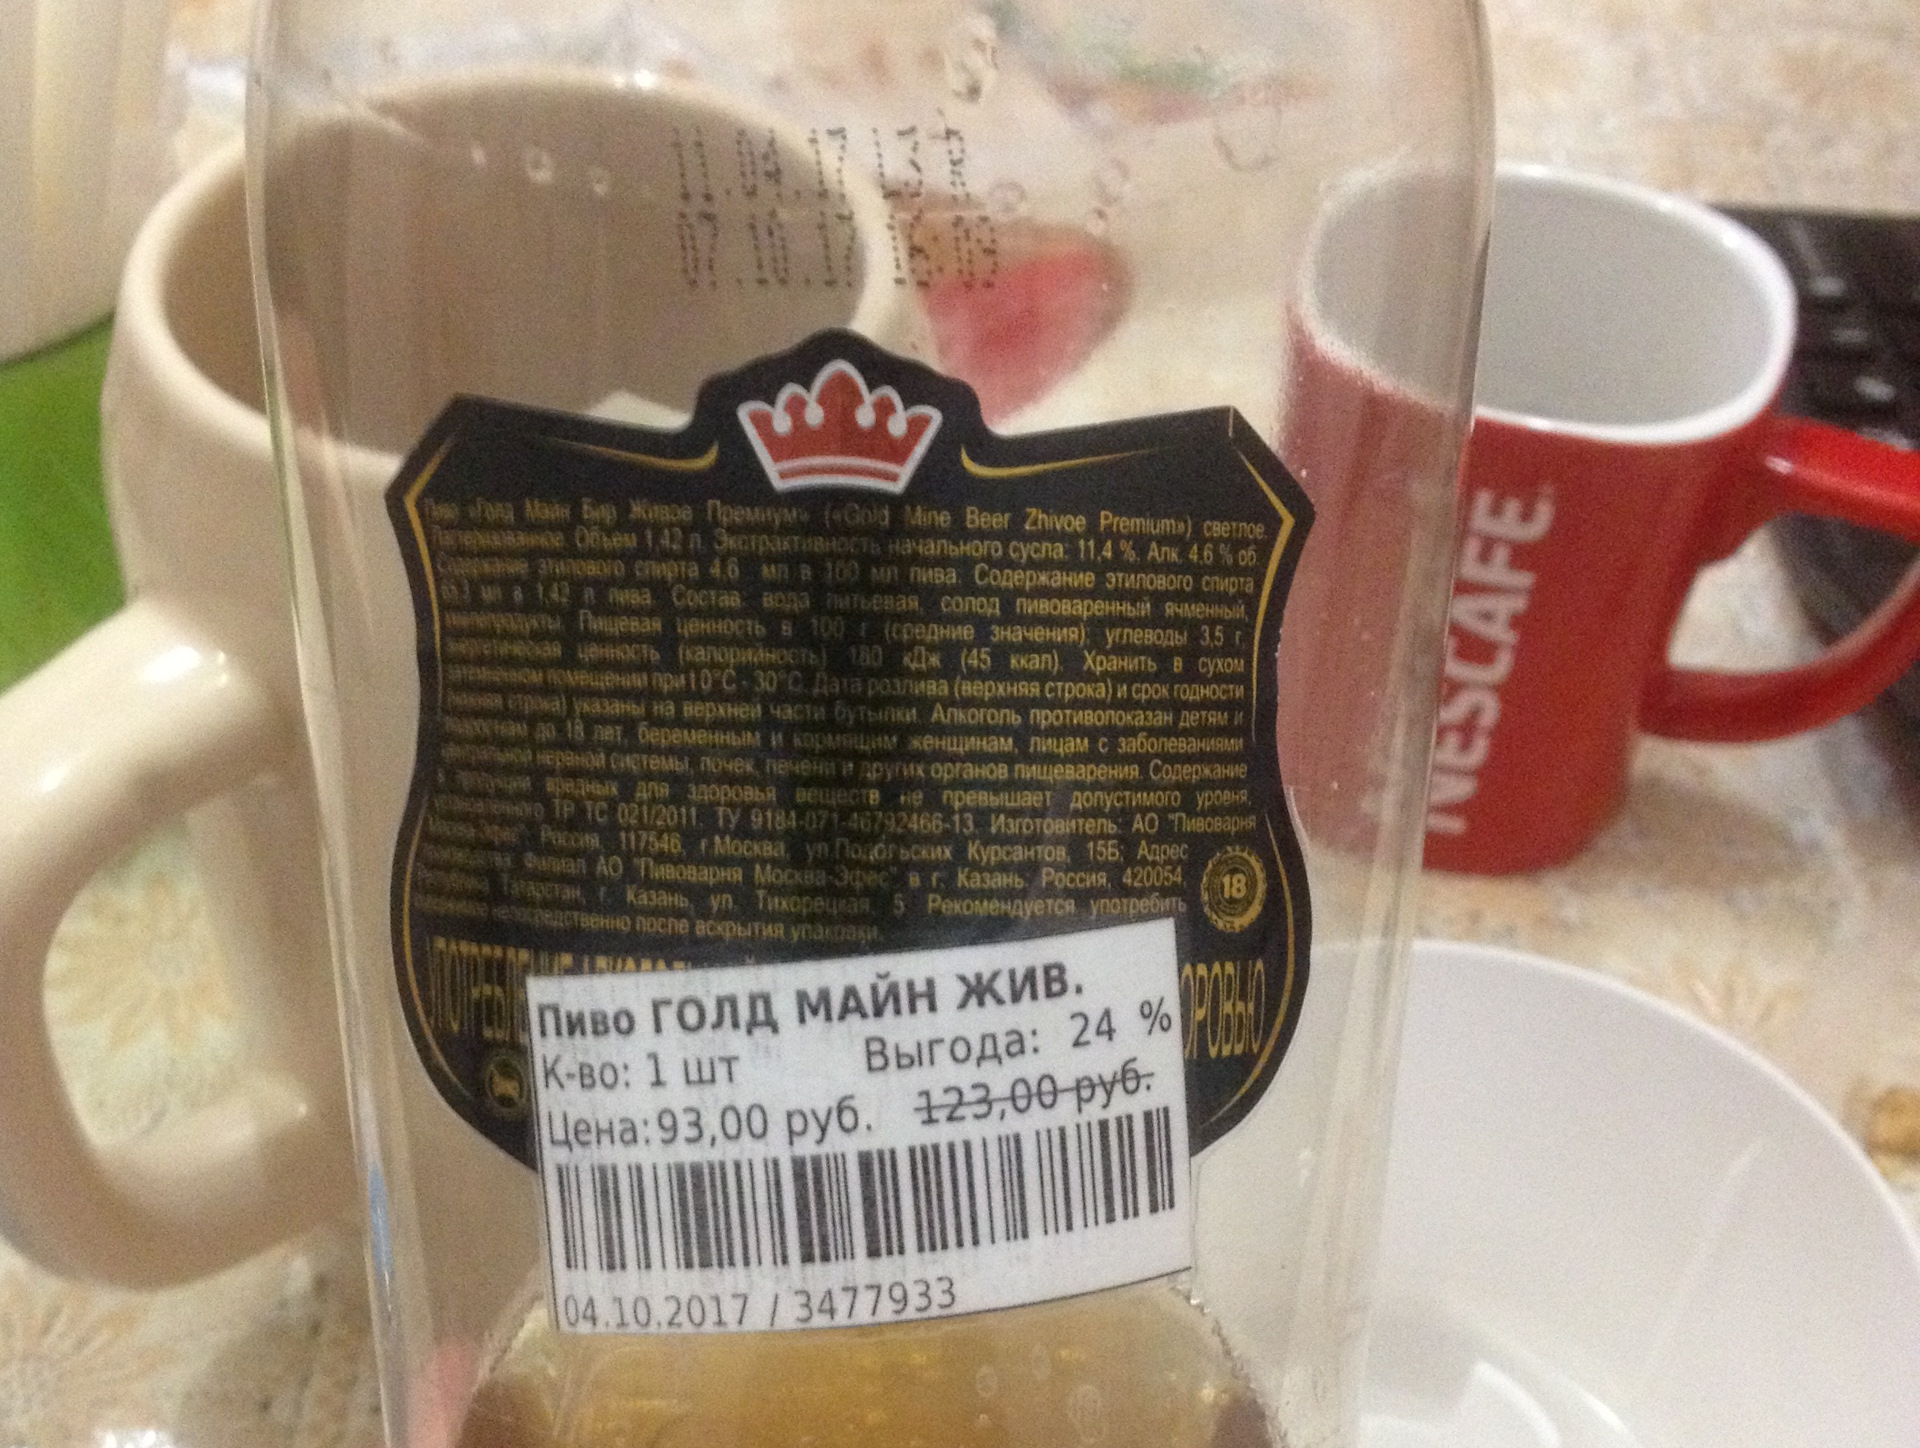 11.04.17
07.10.17 16:03
Пиво «Голд Майн Бир Живое Премиум» («Gold Mine Beer Zhivoe Premium») светлое.
Пастеризованное. Объем 1,42 л. Экстрактивность начального сусла: 11,4 %. Алк. 4,6 % об.
Содержание этилового спирта 4,6 мл в 100 мл пива. Содержание этилового спирта
65,3 мл в 1,42 л пива. Состав: вода питьевая, солод пивоваренный ячменный,
хмелепродукты. Пищевая ценность в 100 г (средние значения): углеводы 3,5 г,
энергетическая ценность (калорийность) 180 кДж (45 ккал). Хранить в сухом
затемненном помещении при 10°С - 30°С. Дата розлива (верхняя строка) и срок годности
(нижняя строка) указаны на верхней части бутылки. Алкоголь противопоказан детям и
подросткам до 18 лет, беременным и кормящим женщинам, лицам с заболеваниями
центральной нервной системы, почек, печени и других органов пищеварения. Содержание
в продукции вредных для здоровья веществ не превышает допустимого уровня,
установленного ТР ТС 021/2011. ТУ 9184-071-46792466-13. Изготовитель: АО "Пивоварня
Москва-Эфес": Россия, 117546, г.Москва, ул.Подольских Курсантов, 15Б; Адрес
производства: Филиал АО "Пивоварня Москва-Эфес" в г. Казань: Россия, 420054,
Республика Татарстан, г. Казань, ул. Тихорецкая, 5. Рекомендуется употребить
непосредственно после вскрытия упаковки.
18
Пиво ГОЛД МАЙН ЖИВ.
К-во: 1 шт Выгода: 24 %
Цена:93,00 руб. 123,00 руб.
04.10.2017 / 3477933
NESCAFÉ